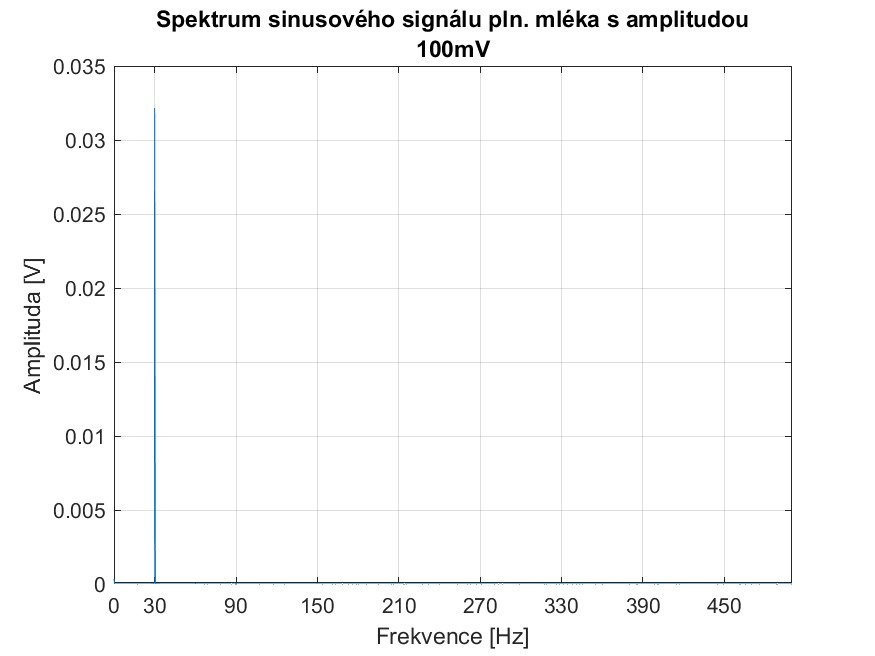 Spektrum sinusového signálu pln. mléka s amplitudou
100mV
0.035
0.03
0.025
0.02
0.015
0.01
0.005
0
Amplituda [V]
0 30 90 150 210 270 330 390 450
Frekvence [Hz]